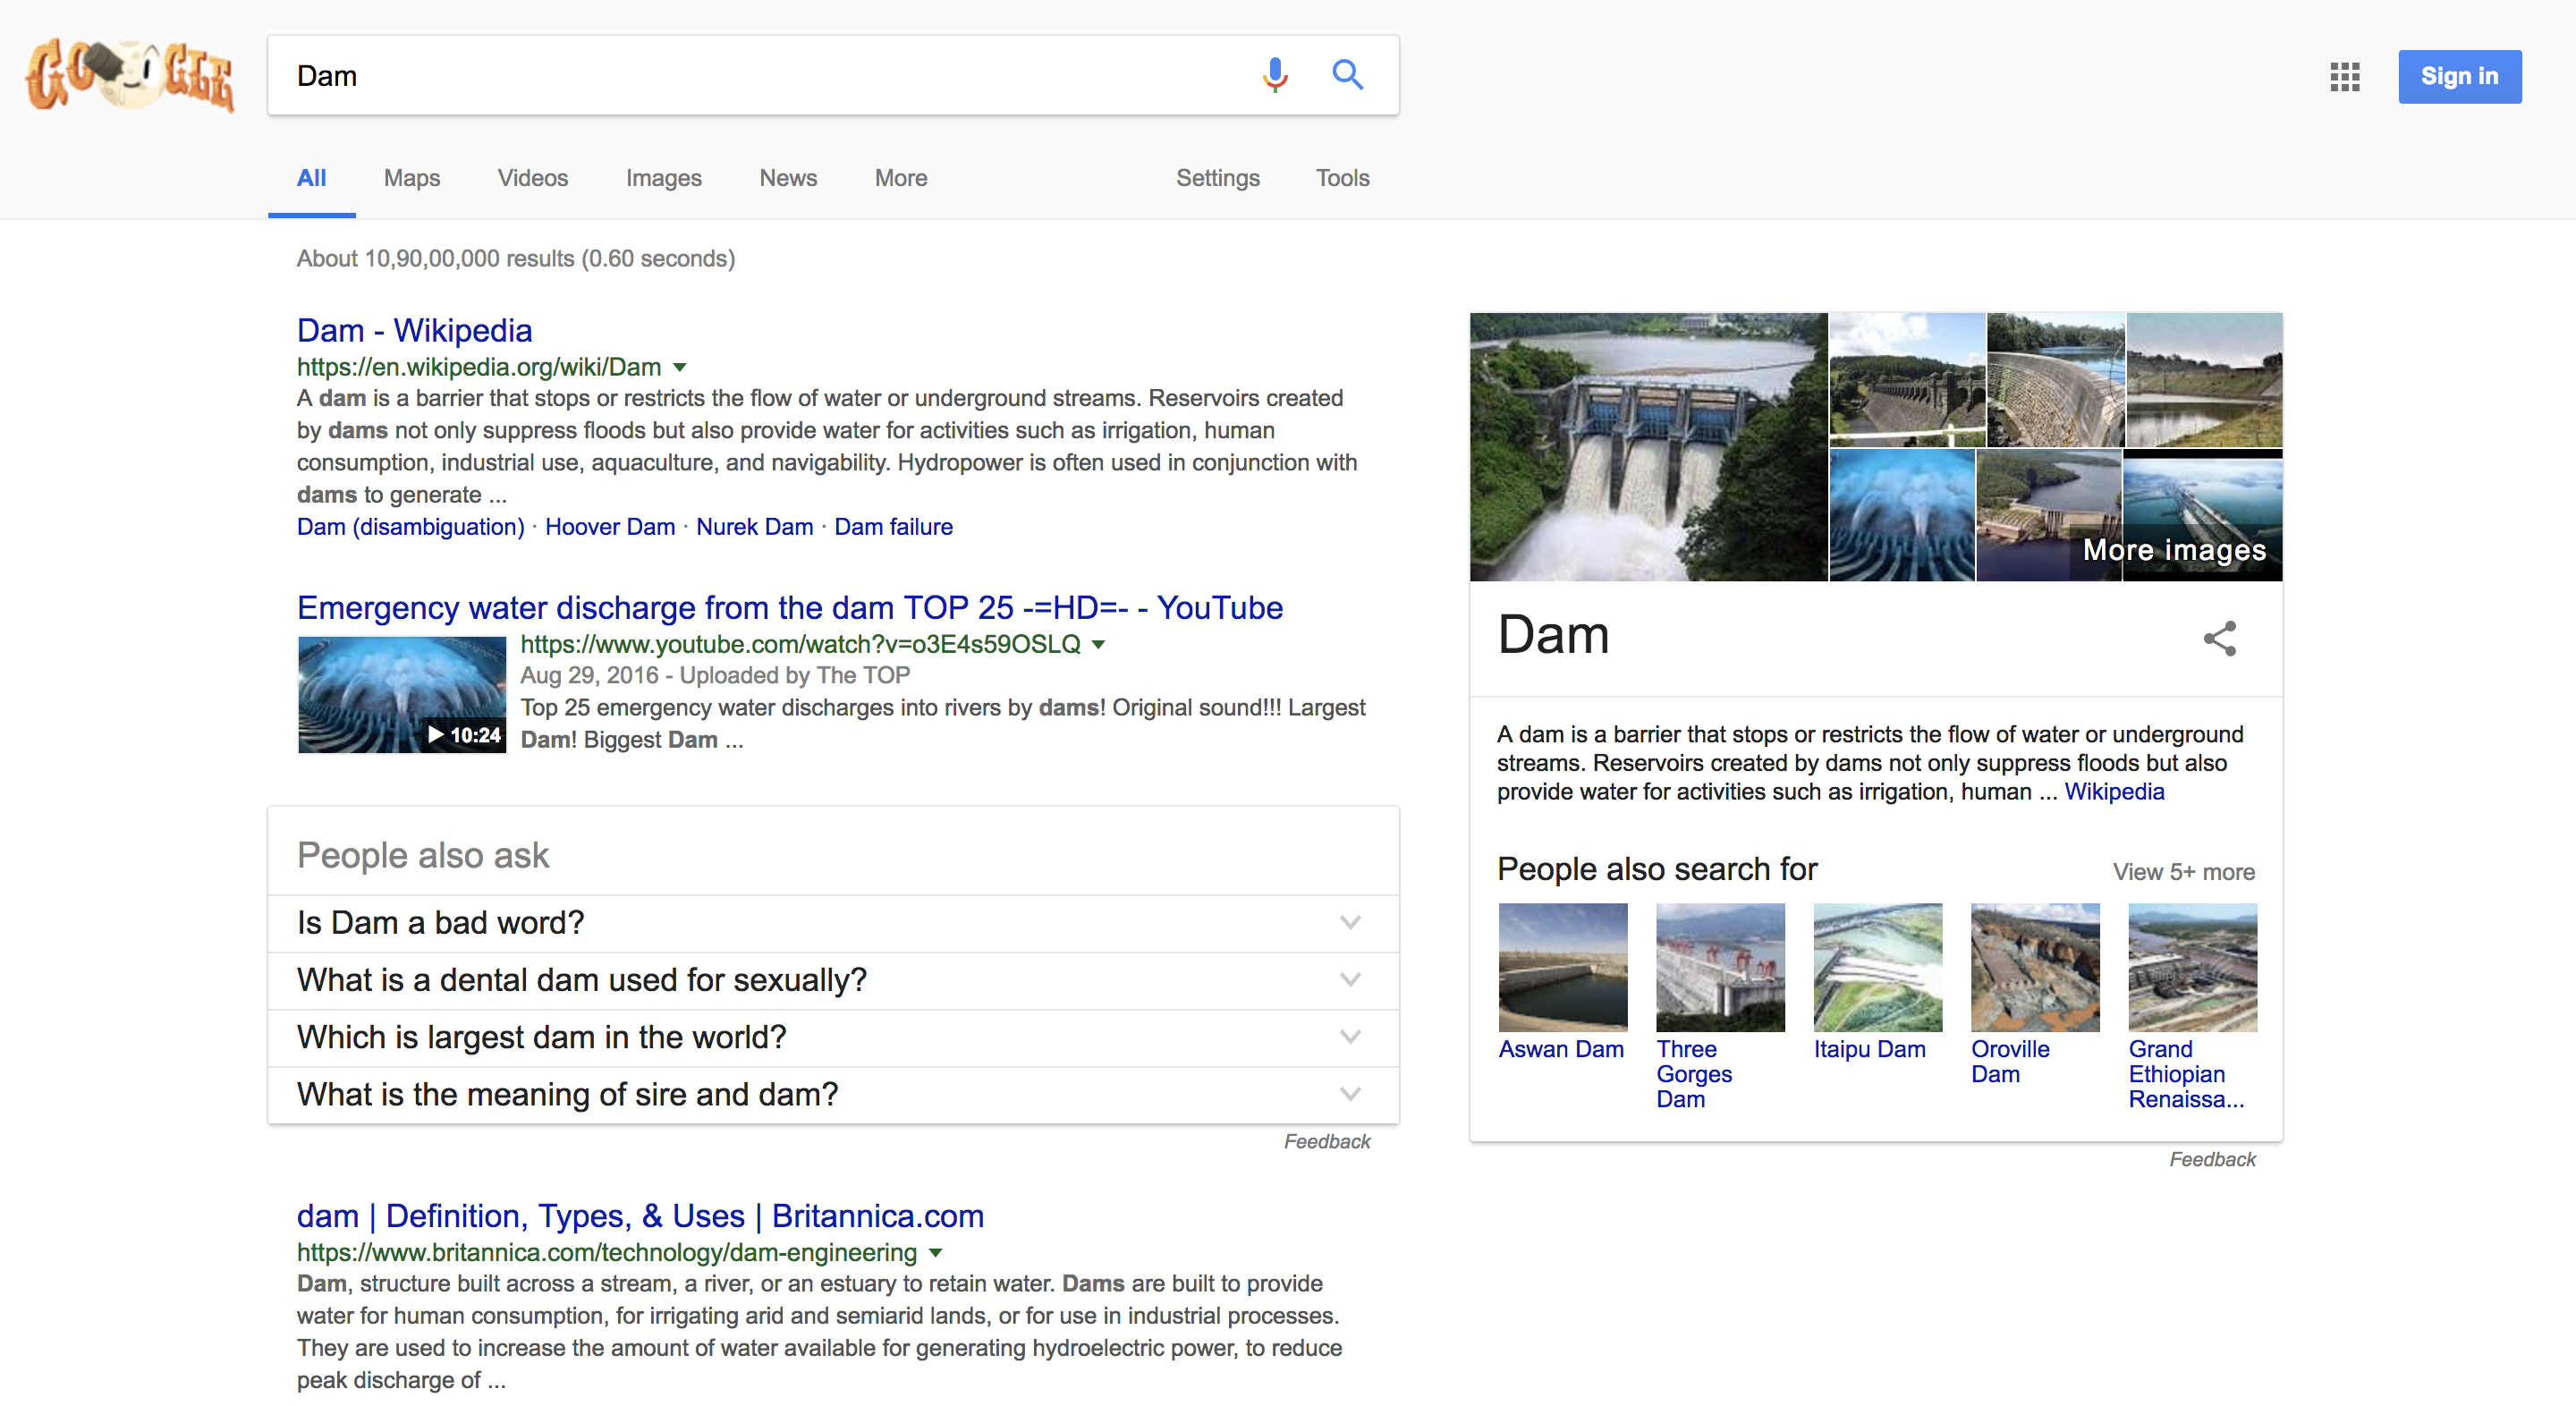 GOOGLE
Dam
Sign in
All
Maps
Videos
Images
News
More
Settings
Tools
About 10,90,00,000 results (0.60 seconds)
Dam - Wikipedia
https://en.wikipedia.org/wiki/Dam
A dam is a barrier that stops or restricts the flow of water or underground streams. Reservoirs created
by dams not only suppress floods but also provide water for activities such as irrigation, human
consumption, industrial use, aquaculture, and navigability. Hydropower is often used in conjunction with
dams to generate ...
Dam (disambiguation) · Hoover Dam · Nurek Dam · Dam failure
Emergency water discharge from the dam TOP 25 -=HD=- - YouTube
https://www.youtube.com/watch?v=o3E4s59OSLQ
Aug 29, 2016 - Uploaded by The TOP
Top 25 emergency water discharges into rivers by dams! Original sound!!! Largest
Dam! Biggest Dam ...
10:24
People also ask
Is Dam a bad word?
What is a dental dam used for sexually?
Which is largest dam in the world?
What is the meaning of sire and dam?
Feedback
dam | Definition, Types, & Uses | Britannica.com
https://www.britannica.com/technology/dam-engineering
Dam, structure built across a stream, a river, or an estuary to retain water. Dams are built to provide
water for human consumption, for irrigating arid and semiarid lands, or for use in industrial processes.
They are used to increase the amount of water available for generating hydroelectric power, to reduce
peak discharge of ...
More images
Dam
A dam is a barrier that stops or restricts the flow of water or underground
streams. Reservoirs created by dams not only suppress floods but also
provide water for activities such as irrigation, human ... Wikipedia
People also search for
View 5+ more
Aswan Dam
Three
Gorges
Dam
Itaipu Dam
Oroville
Dam
Grand
Ethiopian
Renaissa...
Feedback